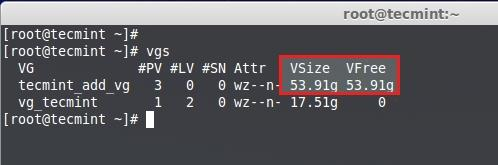 root@tecmint:~
[root@tecmint ~]#
[root@tecmint ~]# vgs
VG #PV #LV #SN Attr VSize VFree
tecmint_add_vg 3 0 0 wz--n- 53.91g 53.91g
vg_tecmint 1 2 0 wz--n- 17.51g 0
[root@tecmint ~]#